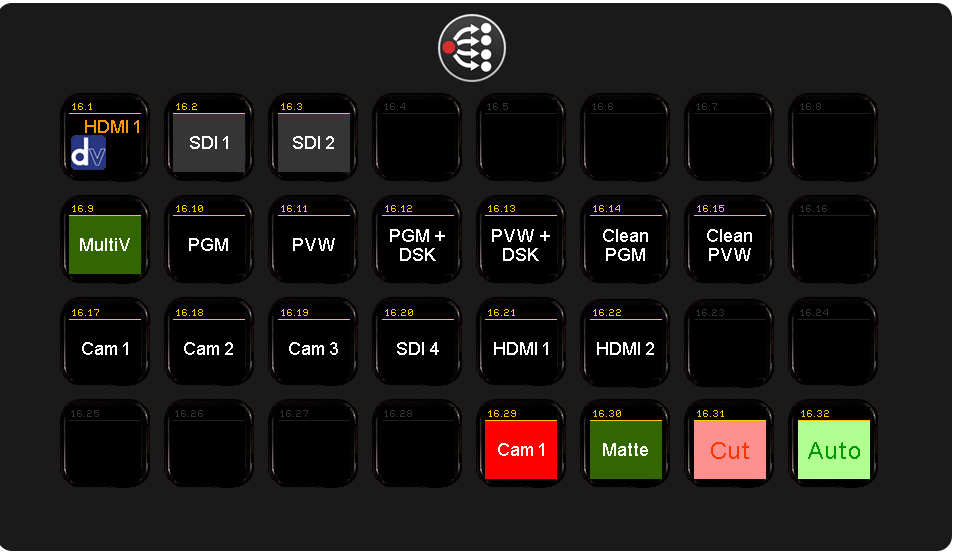 16.1
HDMI 1
dv
16.2
SDI 1
16.3
SDI 2
16.4
16.5
16.6
16.7
16.8
16.9
MultiV
16.10
PGM
16.11
PVW
16.12
PGM +
DSK
16.13
PVW +
DSK
16.14
Clean
PGM
16.15
Clean
PVW
16.16
16.17
Cam 1
16.18
Cam 2
16.19
Cam 3
16.20
SDI 4
16.21
HDMI 1
16.22
HDMI 2
16.23
16.24
16.25
16.26
16.27
16.28
16.29
Cam 1
16.30
Matte
16.31
Cut
16.32
Auto